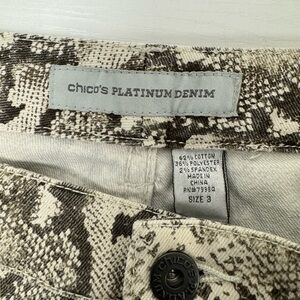 chico's PLATINUM DENIM
62% COTTON
36% POLYESTER
2% SPANDEX
MADE IN
CHINA
SIZE 3